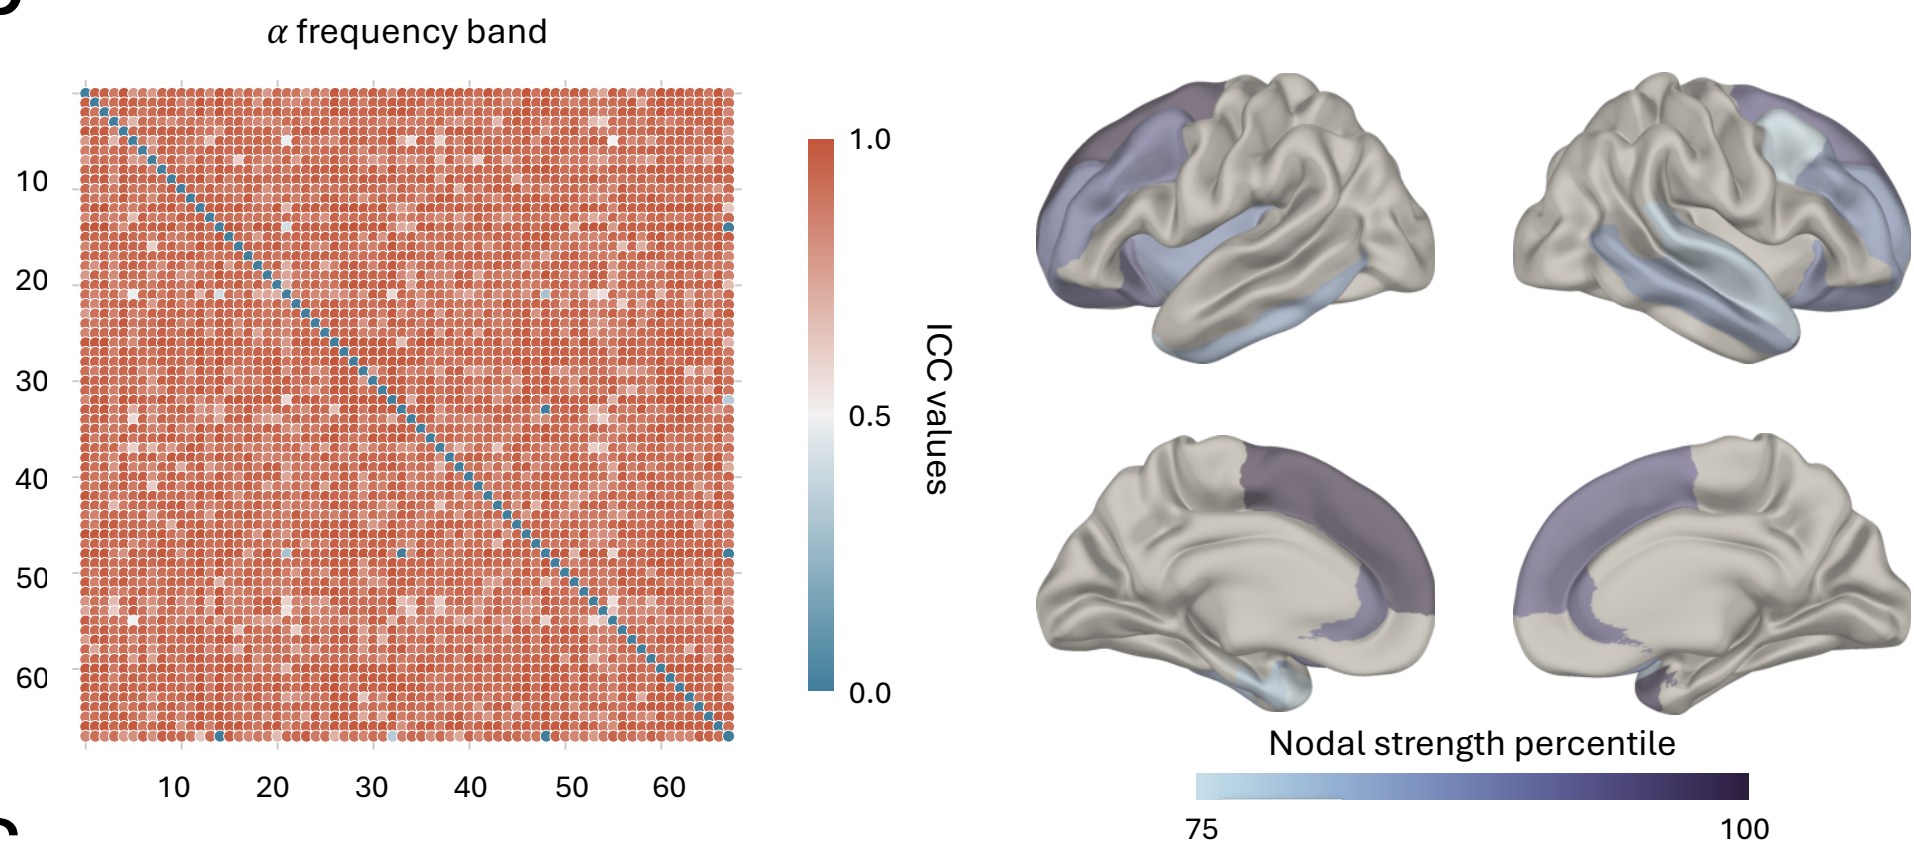 α frequency band
10
20
30
40
50
60
10 20 30 40 50 60
1.0
0.5
0.0
ICC values
Nodal strength percentile
75 100